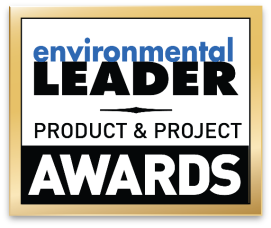 environmental
LEADER
PRODUCT & PROJECT
AWARDS